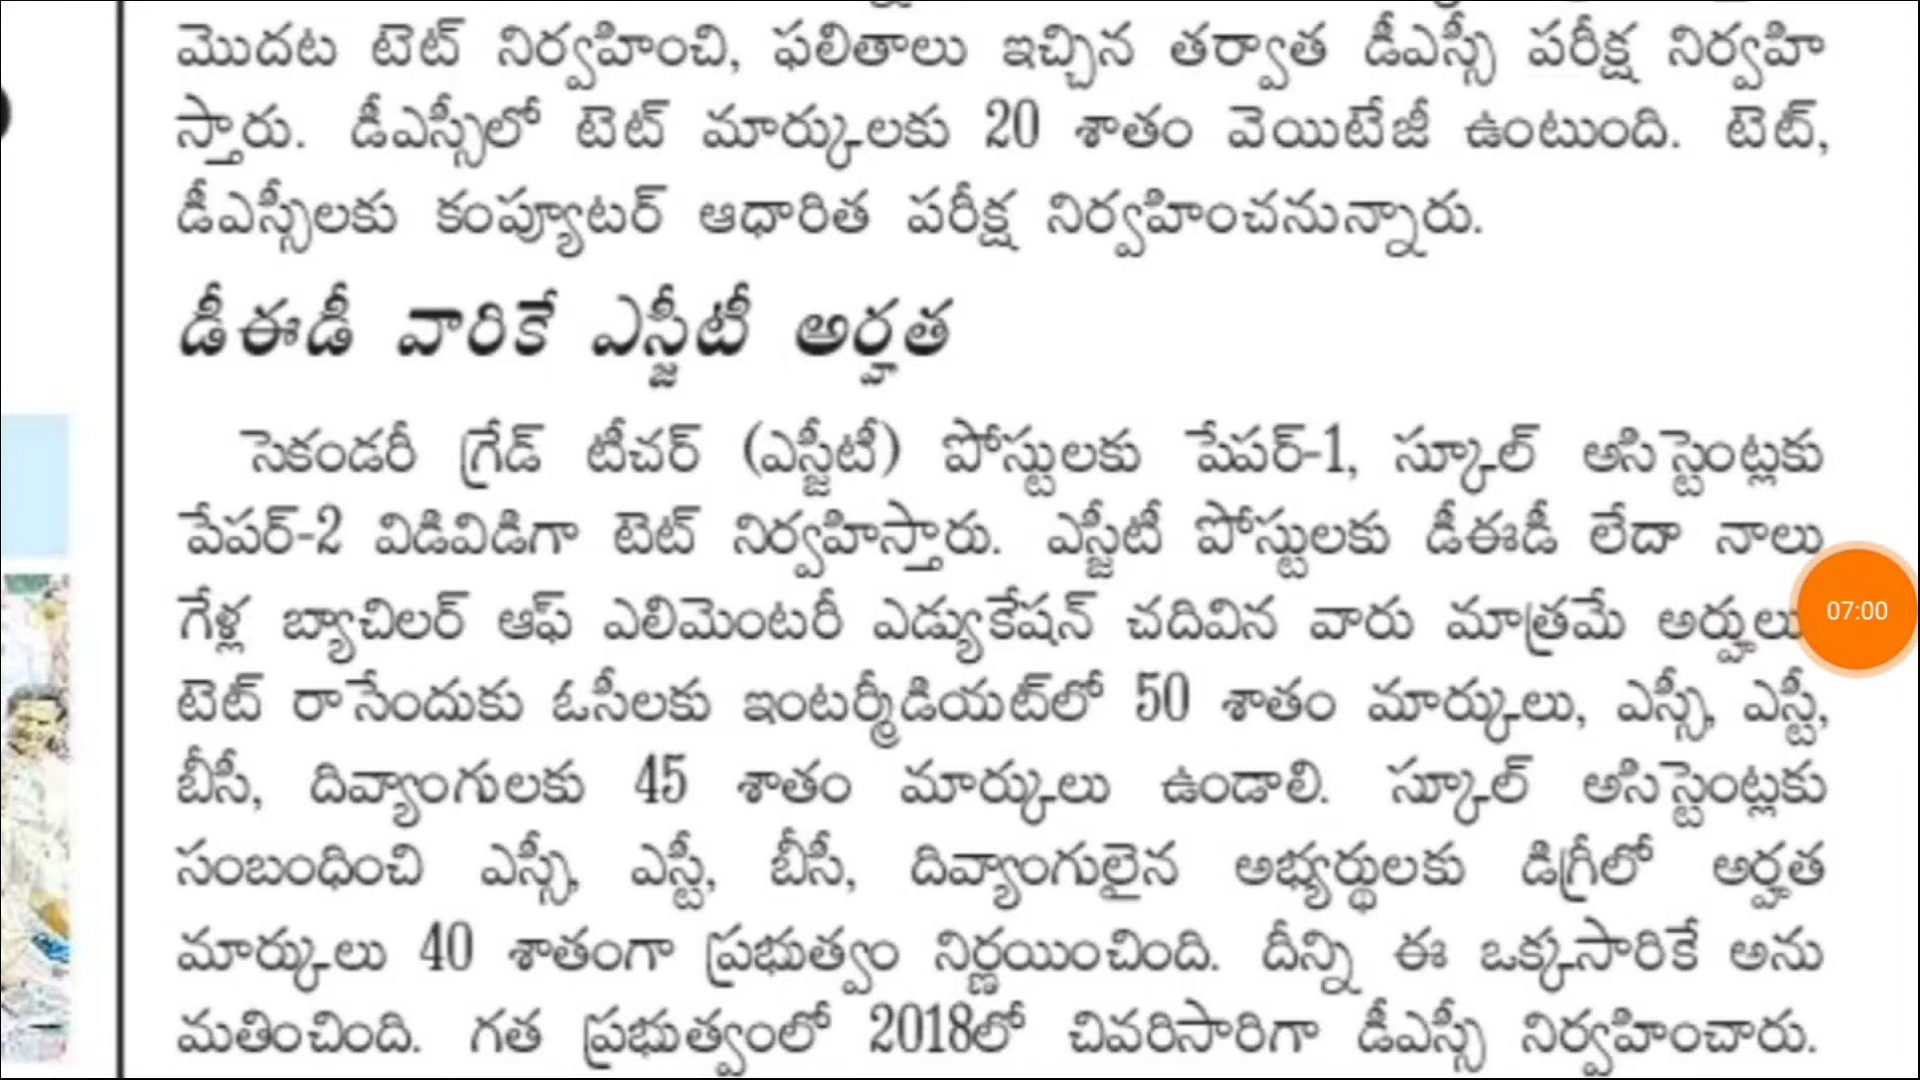 మొదట టెట్ నిర్వహించి, ఫలితాలు ఇచ్చిన తర్వాత డీఎస్సీ పరీక్ష నిర్వహి
స్తారు. డీఎస్సీలో టెట్ మార్కులకు 20 శాతం వెయిటేజీ ఉంటుంది. టెట్,
డీఎస్సీలకు కంప్యూటర్ ఆధారిత పరీక్ష నిర్వహించనున్నారు.
డీఈడీ వారికే ఎస్జీటీ అర్హత
సెకండరీ గ్రేడ్ టీచర్ (ఎస్జీటీ) పోస్టులకు పేపర్-1, స్కూల్ అసిస్టెంట్లకు
పేపర్-2 విడివిడిగా టెట్ నిర్వహిస్తారు. ఎస్జీటీ పోస్టులకు డీఈడీ లేదా నాలు
గేళ్ల బ్యాచిలర్ ఆఫ్ ఎలిమెంటరీ ఎడ్యుకేషన్ చదివిన వారు మాత్రమే అర్హులు
07:00
టెట్ రాసేందుకు ఓసీలకు ఇంటర్మీడియట్‌లో 50 శాతం మార్కులు, ఎస్సీ, ఎస్టీ,
బీసీ, దివ్యాంగులకు 45 శాతం మార్కులు ఉండాలి. స్కూల్ అసిస్టెంట్లకు
సంబంధించి ఎస్సీ, ఎస్టీ, బీసీ, దివ్యాంగులైన అభ్యర్థులకు డిగ్రీలో అర్హత
మార్కులు 40 శాతంగా ప్రభుత్వం నిర్ణయించింది. దీన్ని ఈ ఒక్కసారికే అను
మతించింది. గత ప్రభుత్వంలో 2018లో చివరిసారిగా డీఎస్సీ నిర్వహించారు.